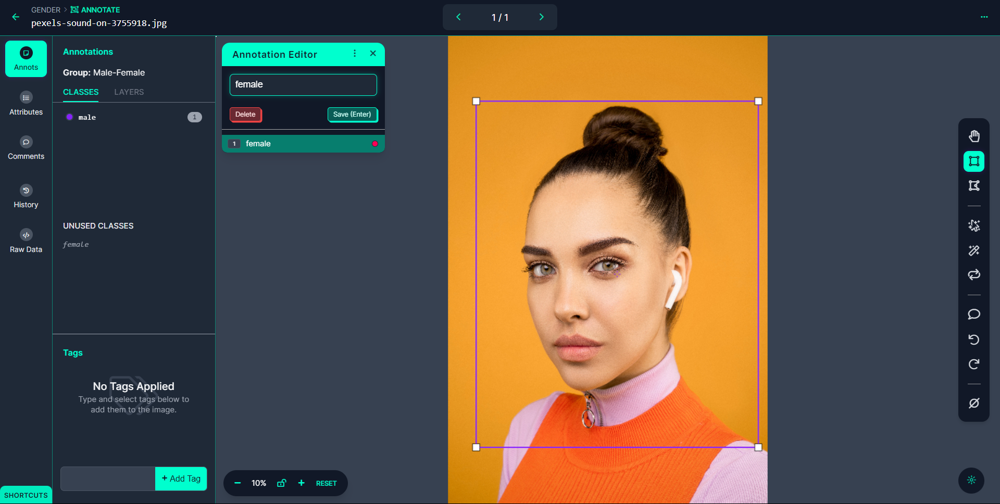 GENDER > ANNOTATE
pexels-sound-on-3755918.jpg
1 / 1
Annots
Attributes
Comments
History
Raw Data
SHORTCUTS
Annotations
Group: Male-Female
CLASSES LAYERS
male 1
UNUSED CLASSES
female
Tags
No Tags Applied
Type and select tags below to
add them to the image.
+ Add Tag
Annotation Editor
female
Delete Save (Enter)
1 female
10% RESET